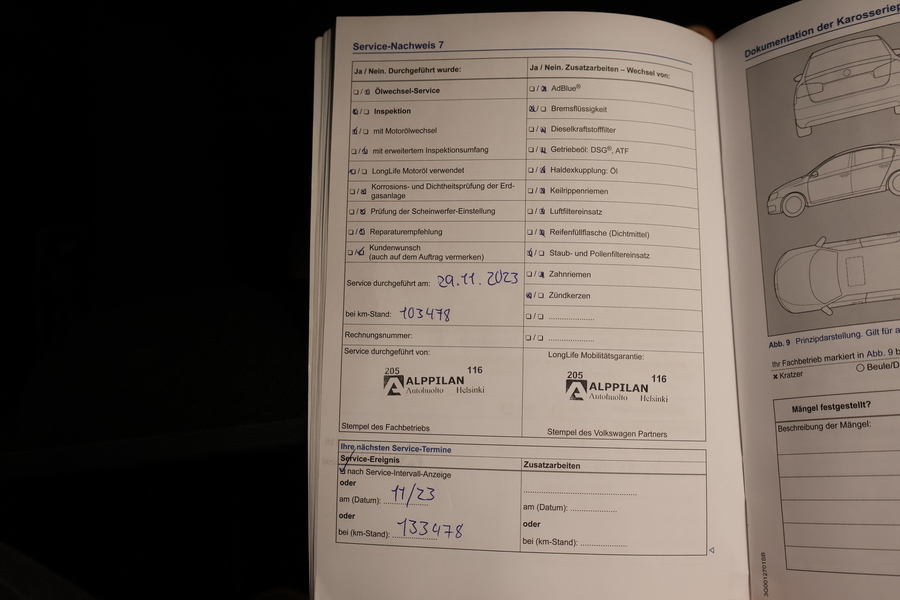 Service-Nachweis 7
Ja / Nein. Durchgeführt wurde:
Ölwechsel-Service
Inspektion
mit Motorölwechsel
mit erweitertem Inspektionsumfang
LongLife Motoröl verwendet
Korrosions- und Dichtheitsprüfung der Erd-
gasanlage
Prüfung der Scheinwerfer-Einstellung
Reparaturempfehlung
Kundenwunsch
(auch auf dem Auftrag vermerken)
Service durchgeführt am: 29.11.2023
bei km-Stand: 103478
Rechnungsnummer:
Service durchgeführt von:
205 116
ALPPILAN
Autohuolto Helsinki
Stempel des Fachbetriebs
Ja / Nein. Zusatzarbeiten – Wechsel von:
AdBlue®
Bremsflüssigkeit
Dieselkraftstofffilter
Getriebeöl: DSG®, ATF
Haldexkupplung: Öl
Keilrippenriemen
Luftfiltereinsatz
Reifenfüllflasche (Dichtmittel)
Staub- und Pollenfiltereinsatz
Zahnriemen
Zündkerzen
LongLife Mobilitätsgarantie:
205 116
ALPPILAN
Autohuolto Helsinki
Stempel des Volkswagen Partners
Ihre nächsten Service-Termine
Service-Ereignis
nach Service-Intervall-Anzeige
oder
am (Datum): 11/23
oder
bei (km-Stand): 133478
Zusatzarbeiten
am (Datum):
oder
bei (km-Stand):
Dokumentation der
Abb. 9 Prinzipdarstellung. Gilt für
Ihr Fachbetrieb markiert in Abb. 9
Kratzer
Beule/D
Mängel festgestellt?
Beschreibung der Mängel: